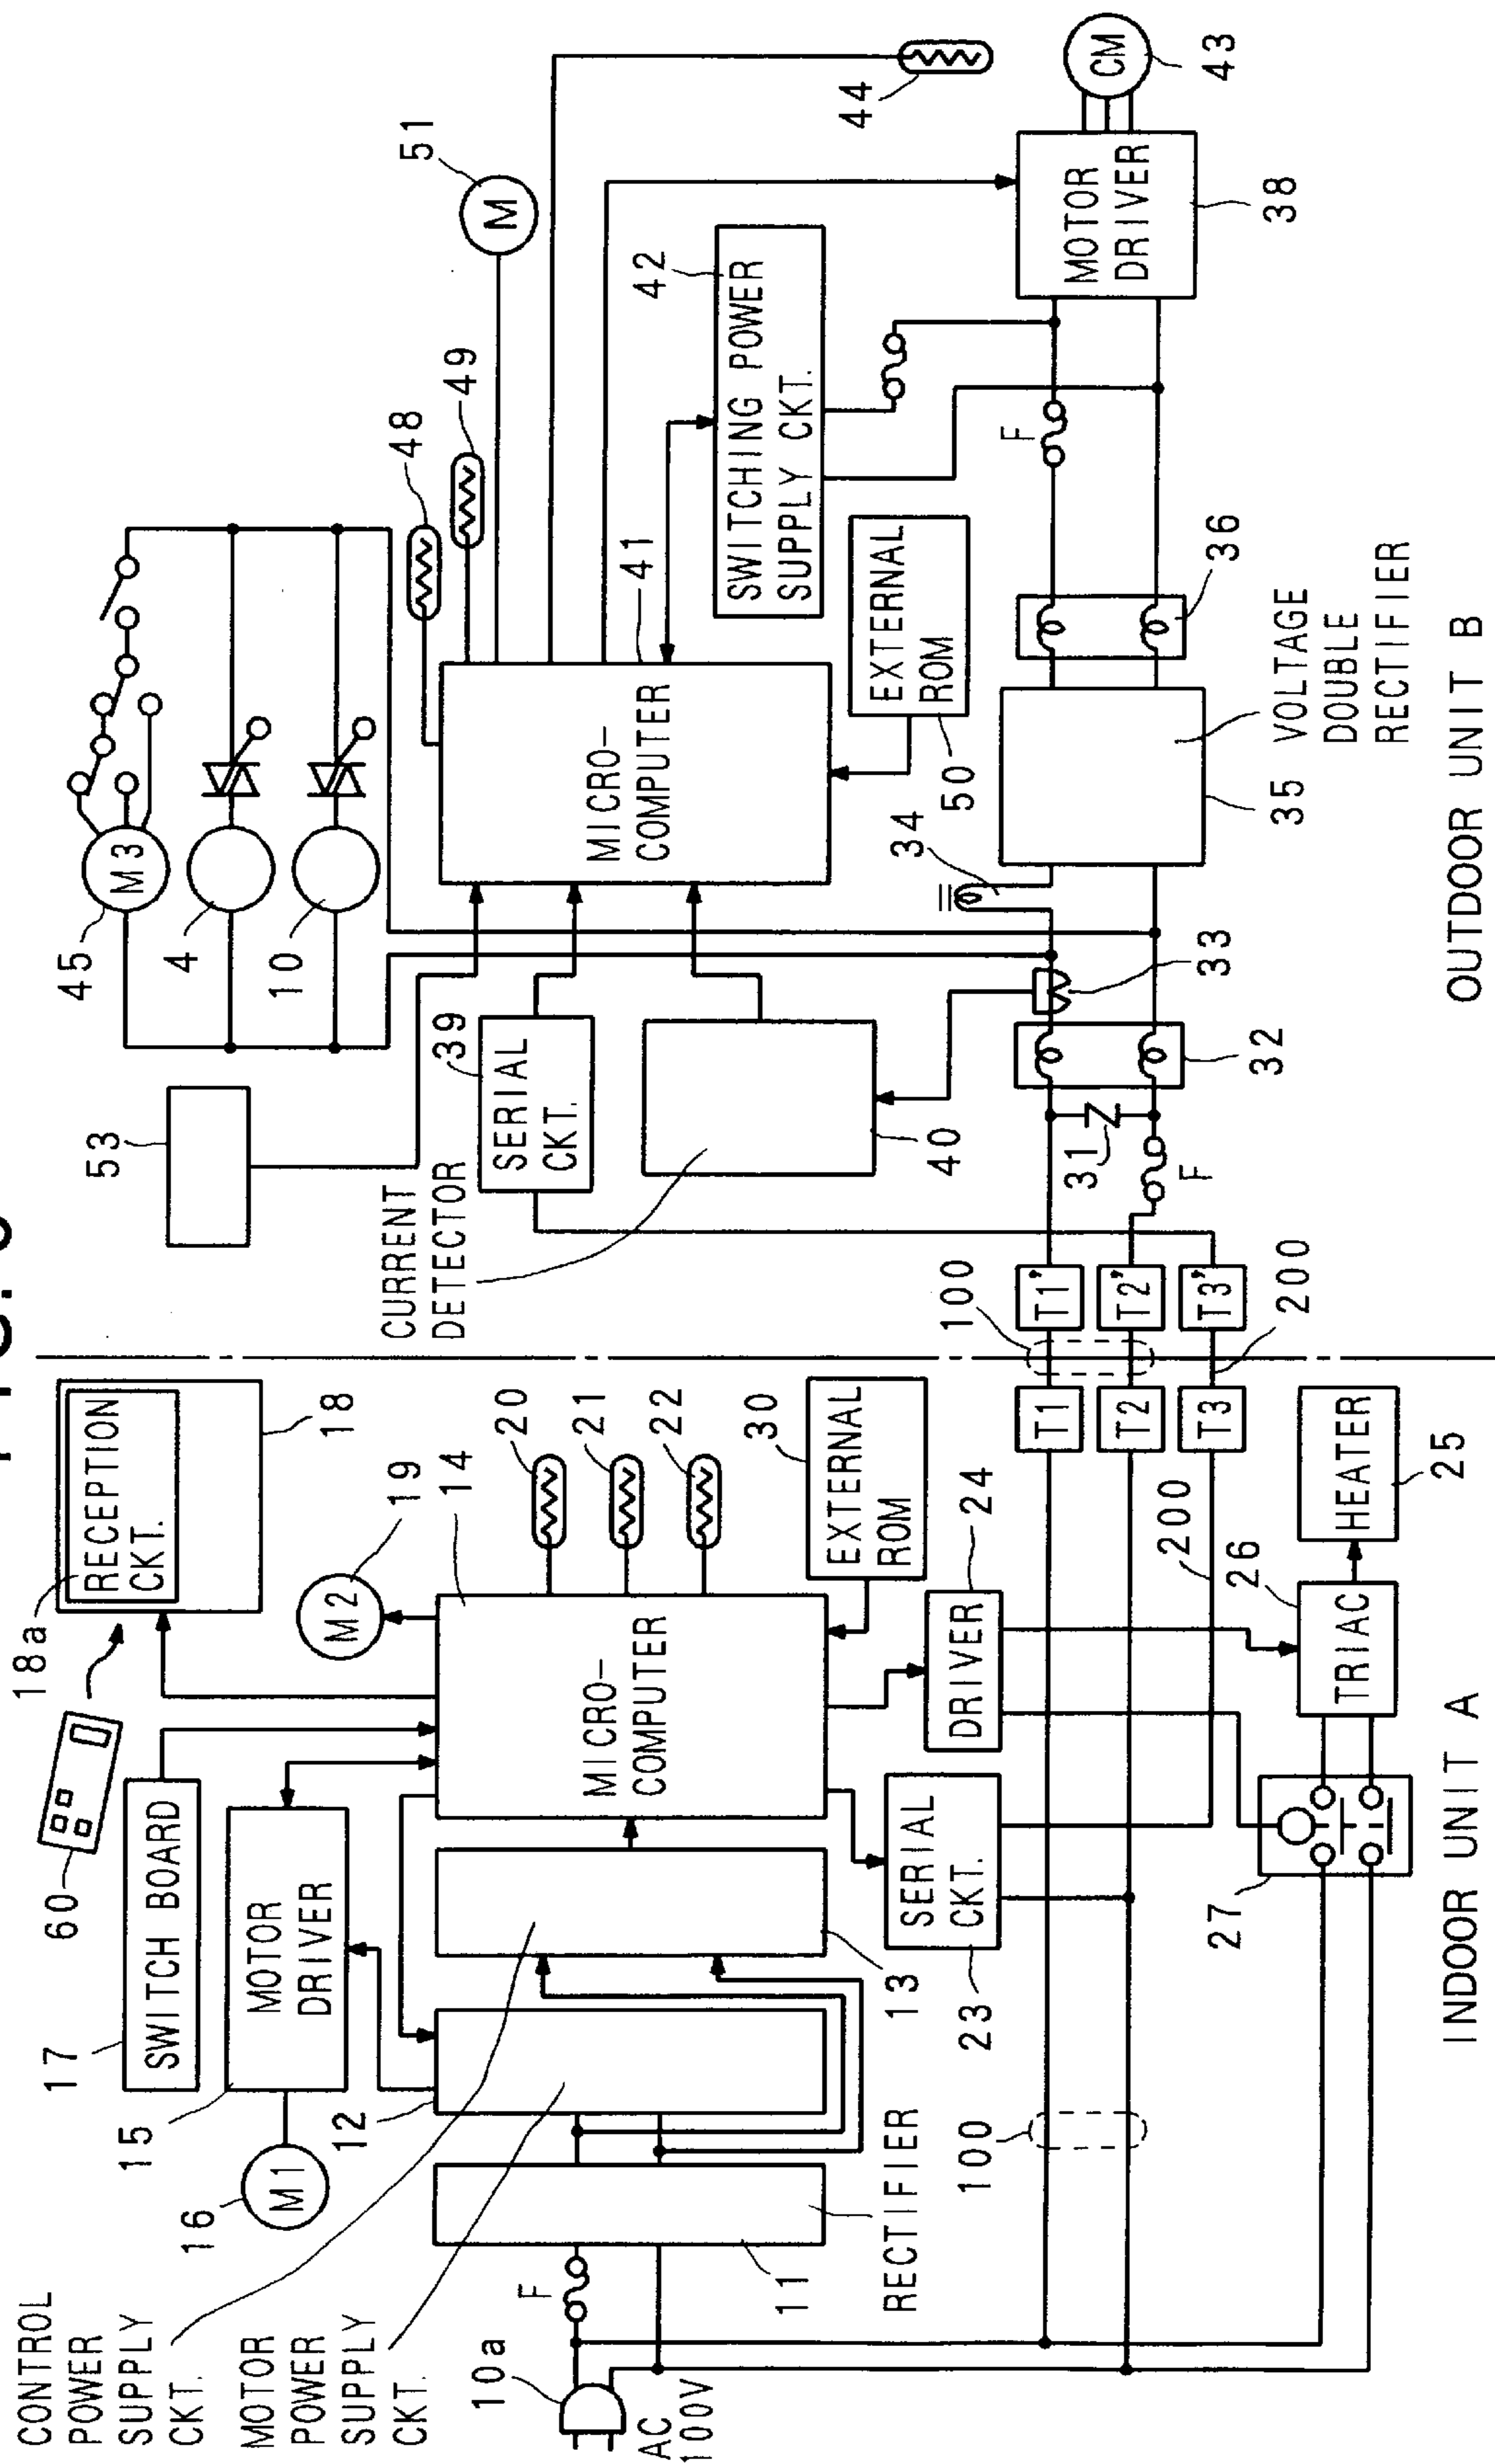 CONTROL
POWER
SUPPLY
CKT.
MOTOR
POWER
SUPPLY
CKT.
10a
AC
100V
F
11
RECTIFIER
12
13
16
M1
15
MOTOR
DRIVER
17
SWITCH BOARD
60
18a
RECEPTION
CKT.
18
M2
19
14
MICRO-
COMPUTER
20
21
22
30
EXTERNAL
ROM
23
SERIAL
CKT.
DRIVER
24
100
200
27
TRIAC
26
HEATER
25
T1
T2
T3
INDOOR UNIT A
100
T1'
T2'
T3'
200
53
CURRENT
DETECTOR
SERIAL
CKT.
39
40
31
F
32
33
34
45
M3
4
10
MICRO-
COMPUTER
41
48
49
M
51
44
EXTERNAL
ROM
50
SWITCHING POWER
SUPPLY CKT.
42
35
VOLTAGE
DOUBLE
RECTIFIER
36
F
MOTOR
DRIVER
38
CM
43
OUTDOOR UNIT B